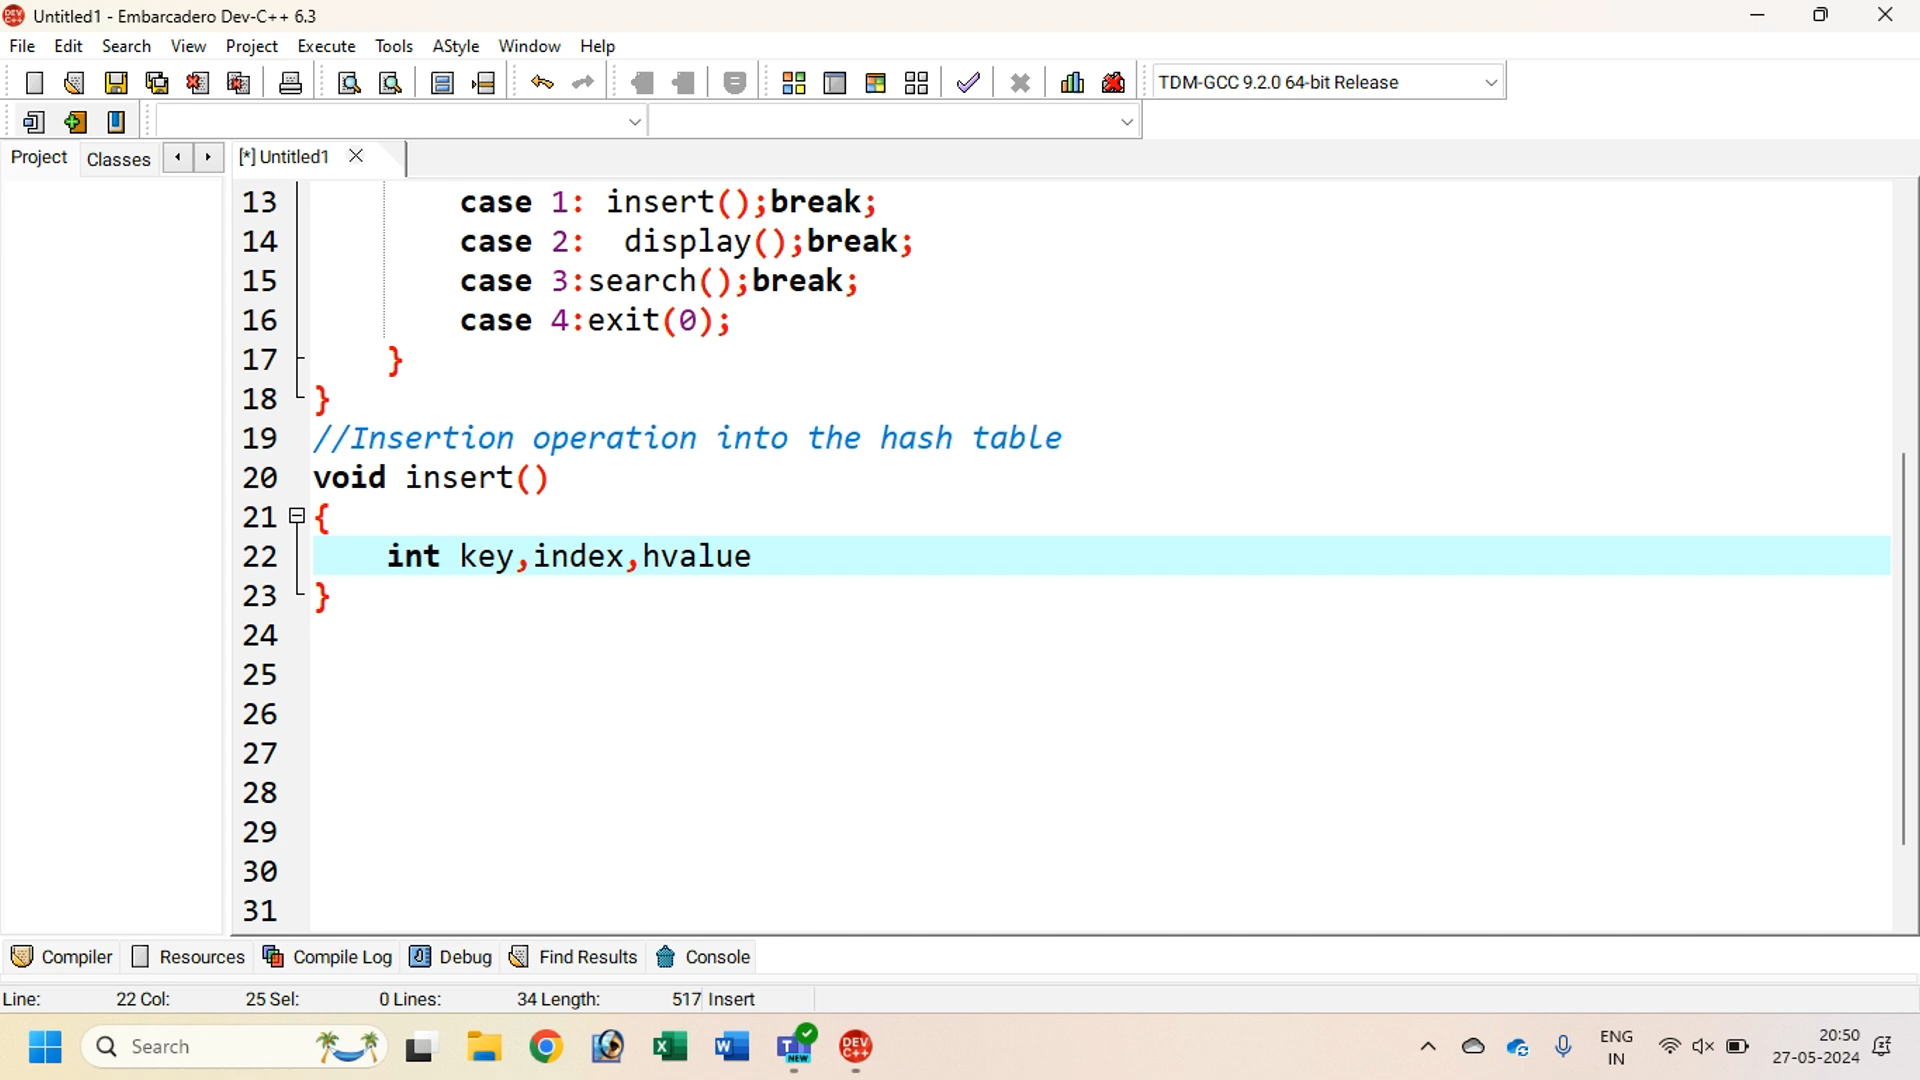 Untitled1 - Embarcadero Dev-C++ 6.3
File Edit Search View Project Execute Tools AStyle Window Help
TDM-GCC 9.2.0 64-bit Release
Project Classes [*] Untitled1
13 case 1: insert();break;
14 case 2:  display();break;
15 case 3:search();break;
16 case 4:exit(0);
17 }
18 }
19 //Insertion operation into the hash table
20 void insert()
21 {
22 int key,index,hvalue
23 }
24
25
26
27
28
29
30
31
Compiler Resources Compile Log Debug Find Results Console
Line: 22 Col: 25 Sel: 0 Lines: 34 Length: 517 Insert
Search
ENG
IN
20:50
27-05-2024